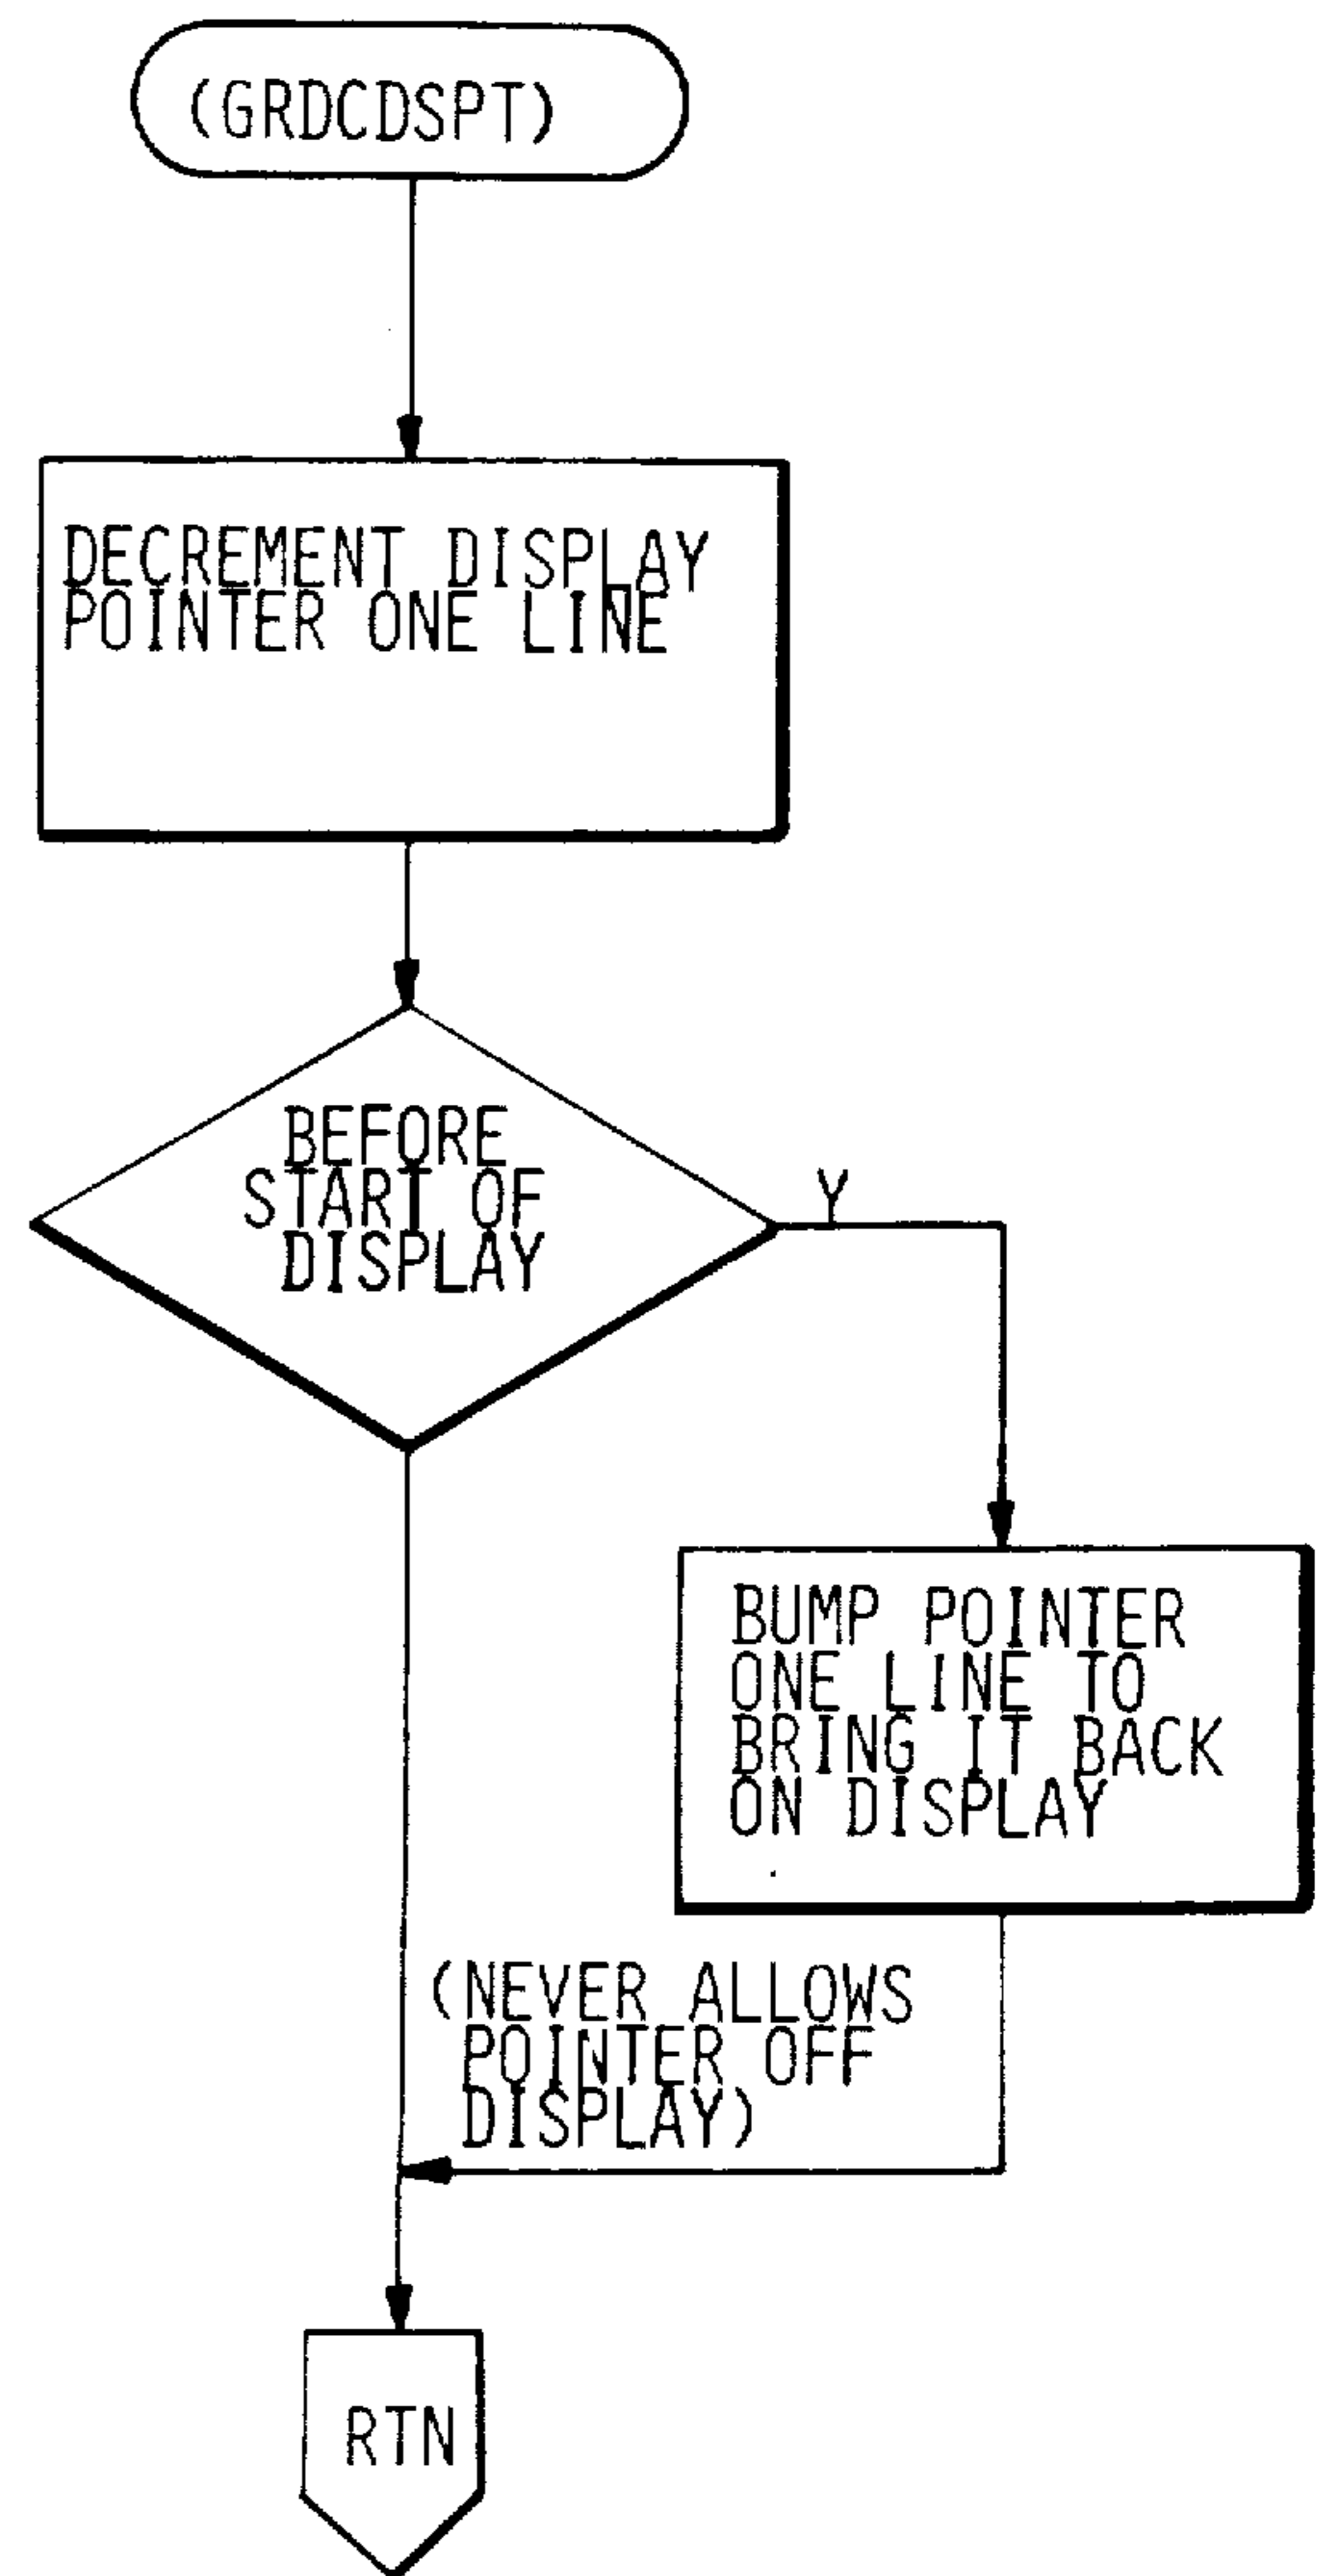 (GRDCDSPT)
DECREMENT DISPLAY
POINTER ONE LINE
BEFORE
START OF
DISPLAY
Y
BUMP POINTER
ONE LINE TO
BRING IT BACK
ON DISPLAY
(NEVER ALLOWS
POINTER OFF
DISPLAY)
RTN